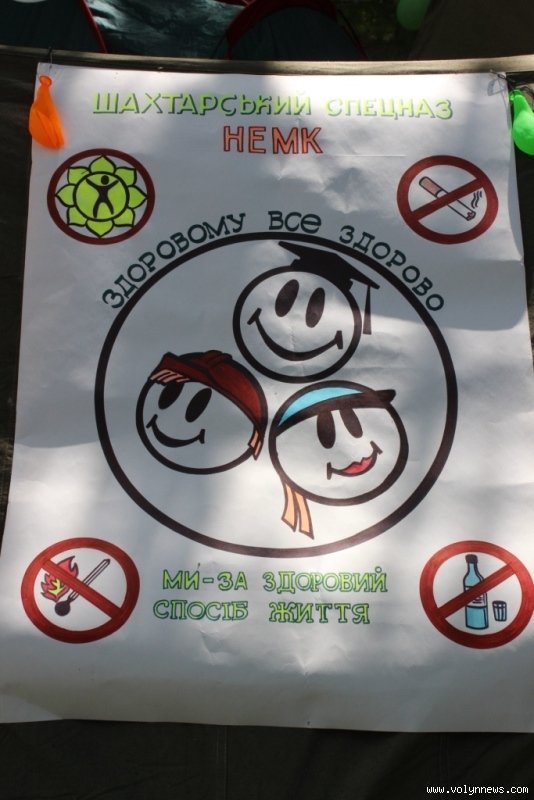 ШАХТАРСЬКИЙ СПЕЦНАЗ
НЕМК
ЗДОРОВОМУ ВСЕ ЗДОРОВО
МИ-ЗА ЗДОРОВИЙ
СПОСІБ ЖИТТЯ
www.volynnews.com